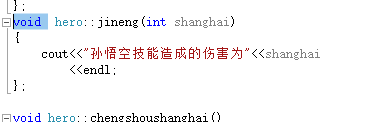 };
void hero::jineng(int shanghai)
{
cout<<"孙悟空技能造成的伤害为"<<shanghai
<<endl;
};
void hero::chengshoushanghai()